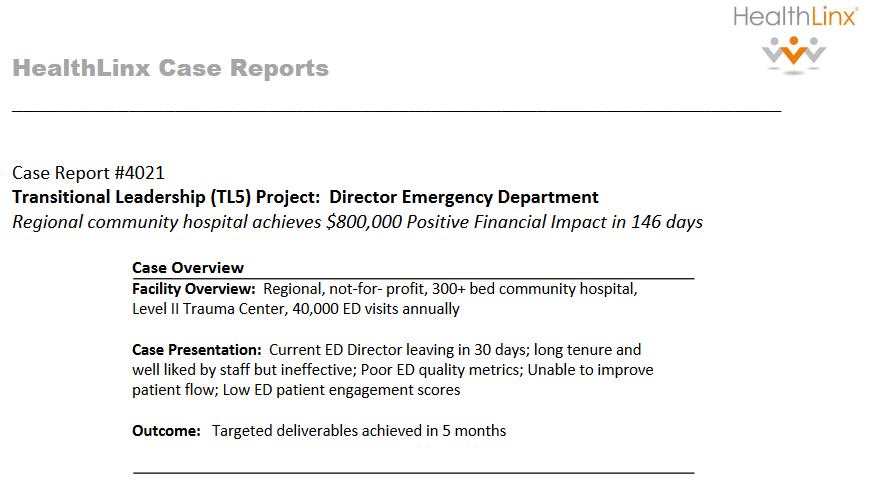 HealthLinx®
HealthLinx Case Reports
Case Report #4021
Transitional Leadership (TL5) Project:  Director Emergency Department
Regional community hospital achieves $800,000 Positive Financial Impact in 146 days
Case Overview
Facility Overview:  Regional, not-for- profit, 300+ bed community hospital,
Level II Trauma Center, 40,000 ED visits annually
Case Presentation:  Current ED Director leaving in 30 days; long tenure and
well liked by staff but ineffective; Poor ED quality metrics; Unable to improve
patient flow; Low ED patient engagement scores
Outcome:   Targeted deliverables achieved in 5 months